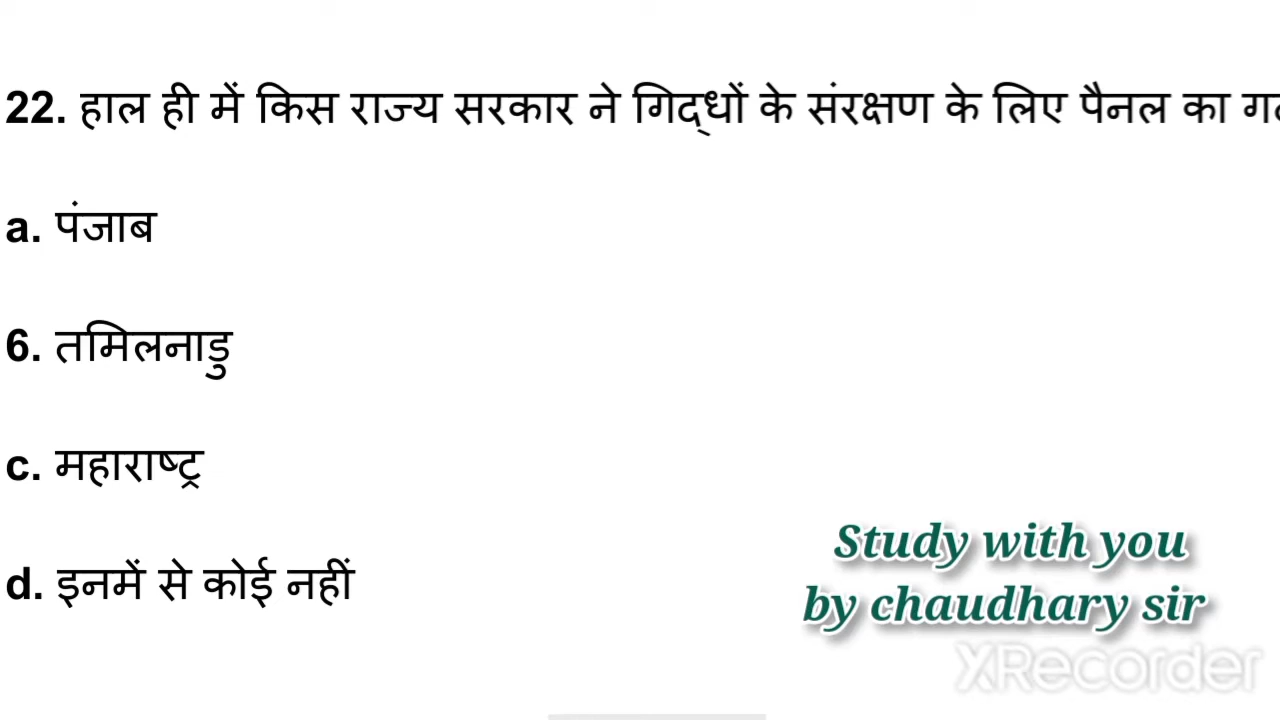 22. हाल ही में किस राज्य सरकार ने गिद्धों के संरक्षण के लिए पैनल का
a. पंजाब
6. तमिलनाडु
c. महाराष्ट्र
d. इनमें से कोई नहीं
Study with you
by chaudhary sir
XRecorder